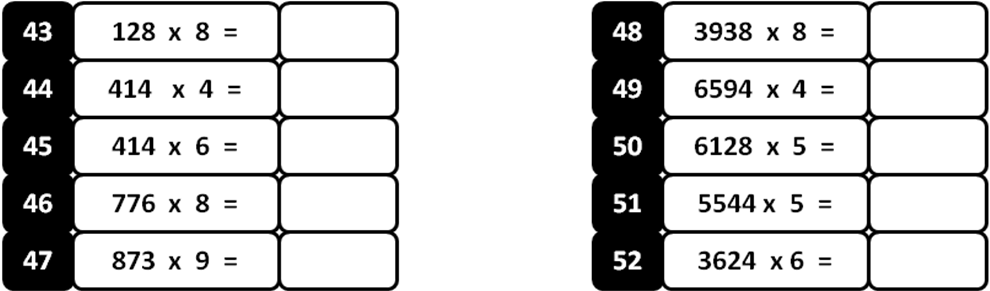 43 128 x 8 =
44 414 x 4 =
45 414 x 6 =
46 776 x 8 =
47 873 x 9 =
48 3938 x 8 =
49 6594 x 4 =
50 6128 x 5 =
51 5544 x 5 =
52 3624 x 6 =